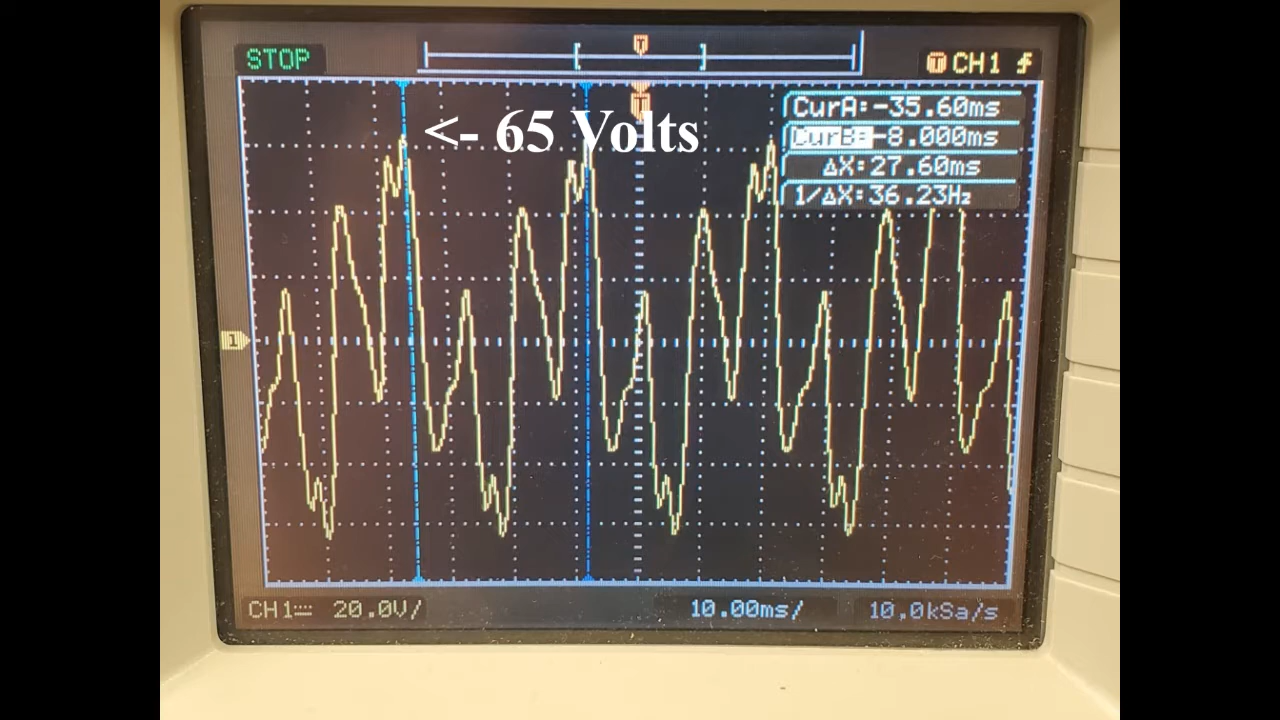 T
STOP
T CH1
<- 65 Volts
T
CurA:-35.60ms
CurB:-8.000ms
ΔX:27.60ms
1/ΔX:36.23Hz
1
CH1 20.0V/
10.00ms/
10.0kSa/s